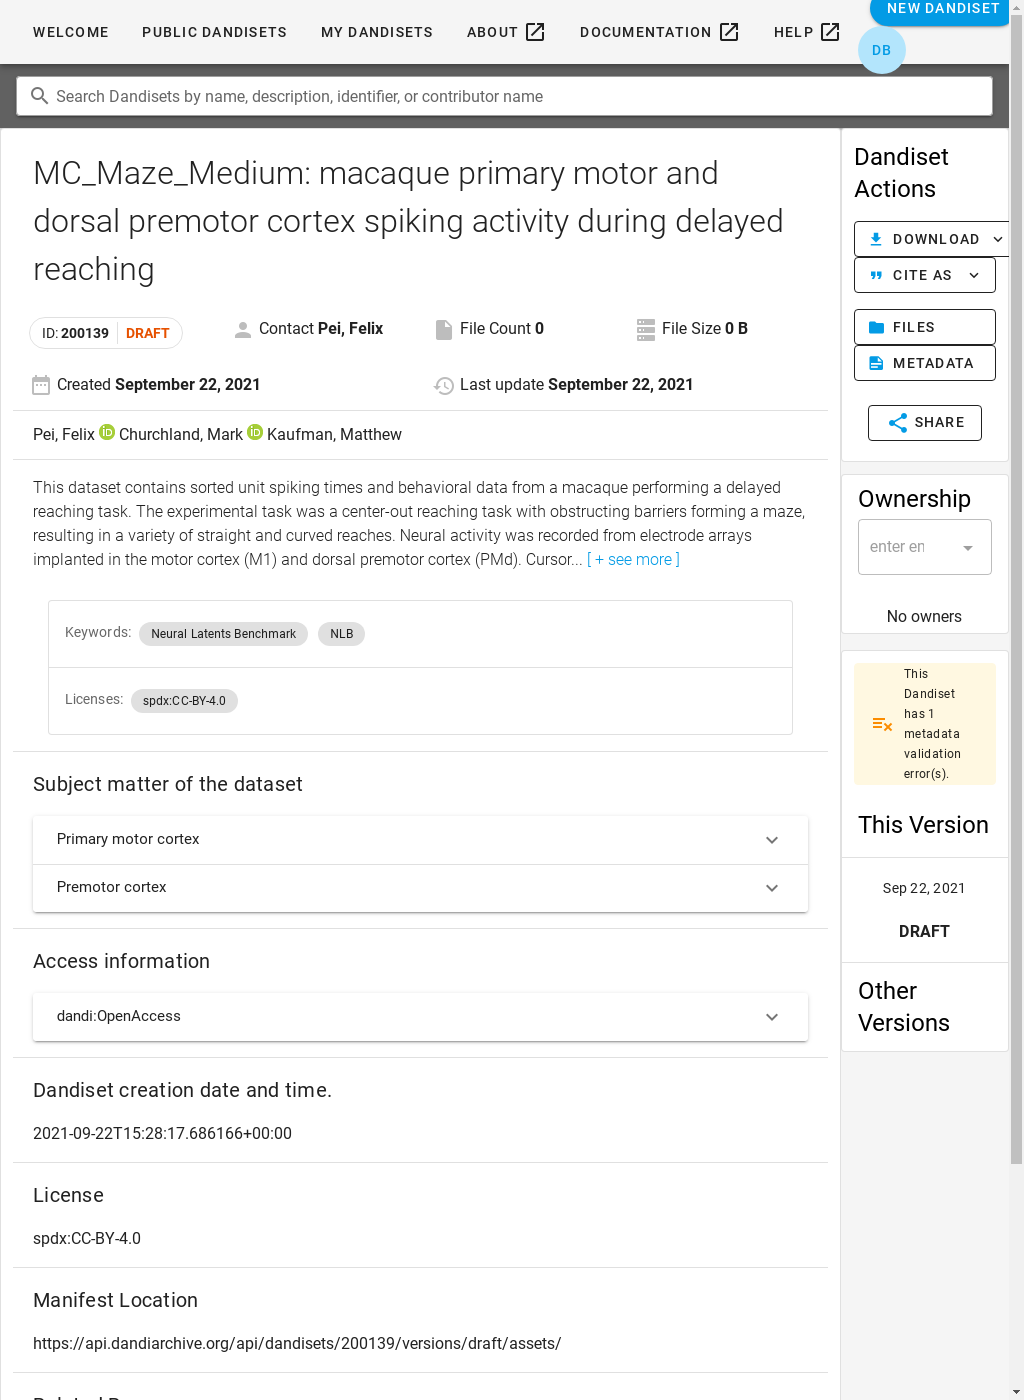 WELCOME PUBLIC DANDISETS MY DANDISETS ABOUT DOCUMENTATION HELP NEW DANDISET
DB
Search Dandisets by name, description, identifier, or contributor name
MC_Maze_Medium: macaque primary motor and
dorsal premotor cortex spiking activity during delayed
reaching
ID: 200139 DRAFT
Contact Pei, Felix
File Count 0
File Size 0 B
Created September 22, 2021
Last update September 22, 2021
Pei, Felix iD Churchland, Mark iD Kaufman, Matthew
This dataset contains sorted unit spiking times and behavioral data from a macaque performing a delayed
reaching task. The experimental task was a center-out reaching task with obstructing barriers forming a maze,
resulting in a variety of straight and curved reaches. Neural activity was recorded from electrode arrays
implanted in the motor cortex (M1) and dorsal premotor cortex (PMd). Cursor... [ + see more ]
Keywords: Neural Latents Benchmark NLB
Licenses: spdx:CC-BY-4.0
Subject matter of the dataset
Primary motor cortex
Premotor cortex
Access information
dandi:OpenAccess
Dandiset creation date and time.
2021-09-22T15:28:17.686166+00:00
License
spdx:CC-BY-4.0
Manifest Location
https://api.dandiarchive.org/api/dandisets/200139/versions/draft/assets/
Dandiset
Actions
DOWNLOAD
CITE AS
FILES
METADATA
SHARE
Ownership
enter en
No owners
This
Dandiset
has 1
metadata
validation
error(s).
This Version
Sep 22, 2021
DRAFT
Other
Versions